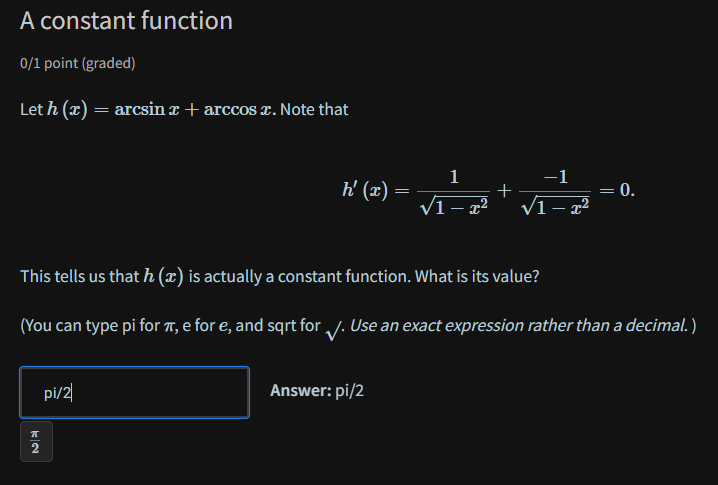 A constant function
0/1 point (graded)
Let h (x) = arcsin x + arccos x. Note that
h′ (x) = 1/√(1 − x²) + −1/√(1 − x²) = 0.
This tells us that h (x) is actually a constant function. What is its value?
(You can type pi for π, e for e, and sqrt for √. Use an exact expression rather than a decimal.)
pi/2 Answer: pi/2
π/2